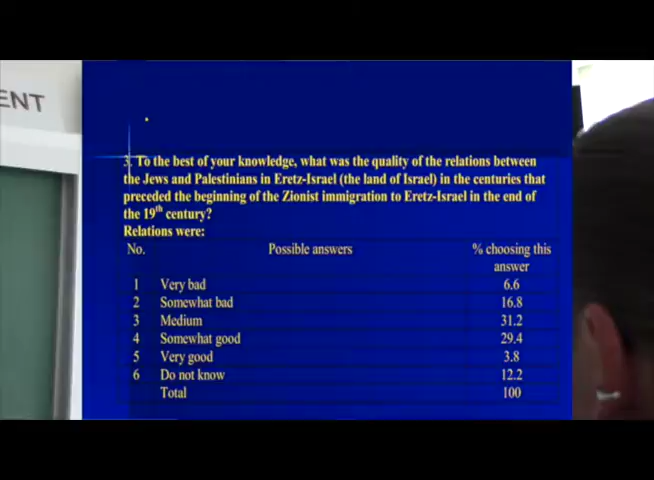 ENT
3. To the best of your knowledge, what was the quality of the relations between
the Jews and Palestinians in Eretz-Israel (the land of Israel) in the centuries that
preceded the beginning of the Zionist immigration to Eretz-Israel in the end of
the 19th century?
Relations were:
No. Possible answers % choosing this
answer
1 Very bad 6.6
2 Somewhat bad 16.8
3 Medium 31.2
4 Somewhat good 29.4
5 Very good 3.8
6 Do not know 12.2
Total 100